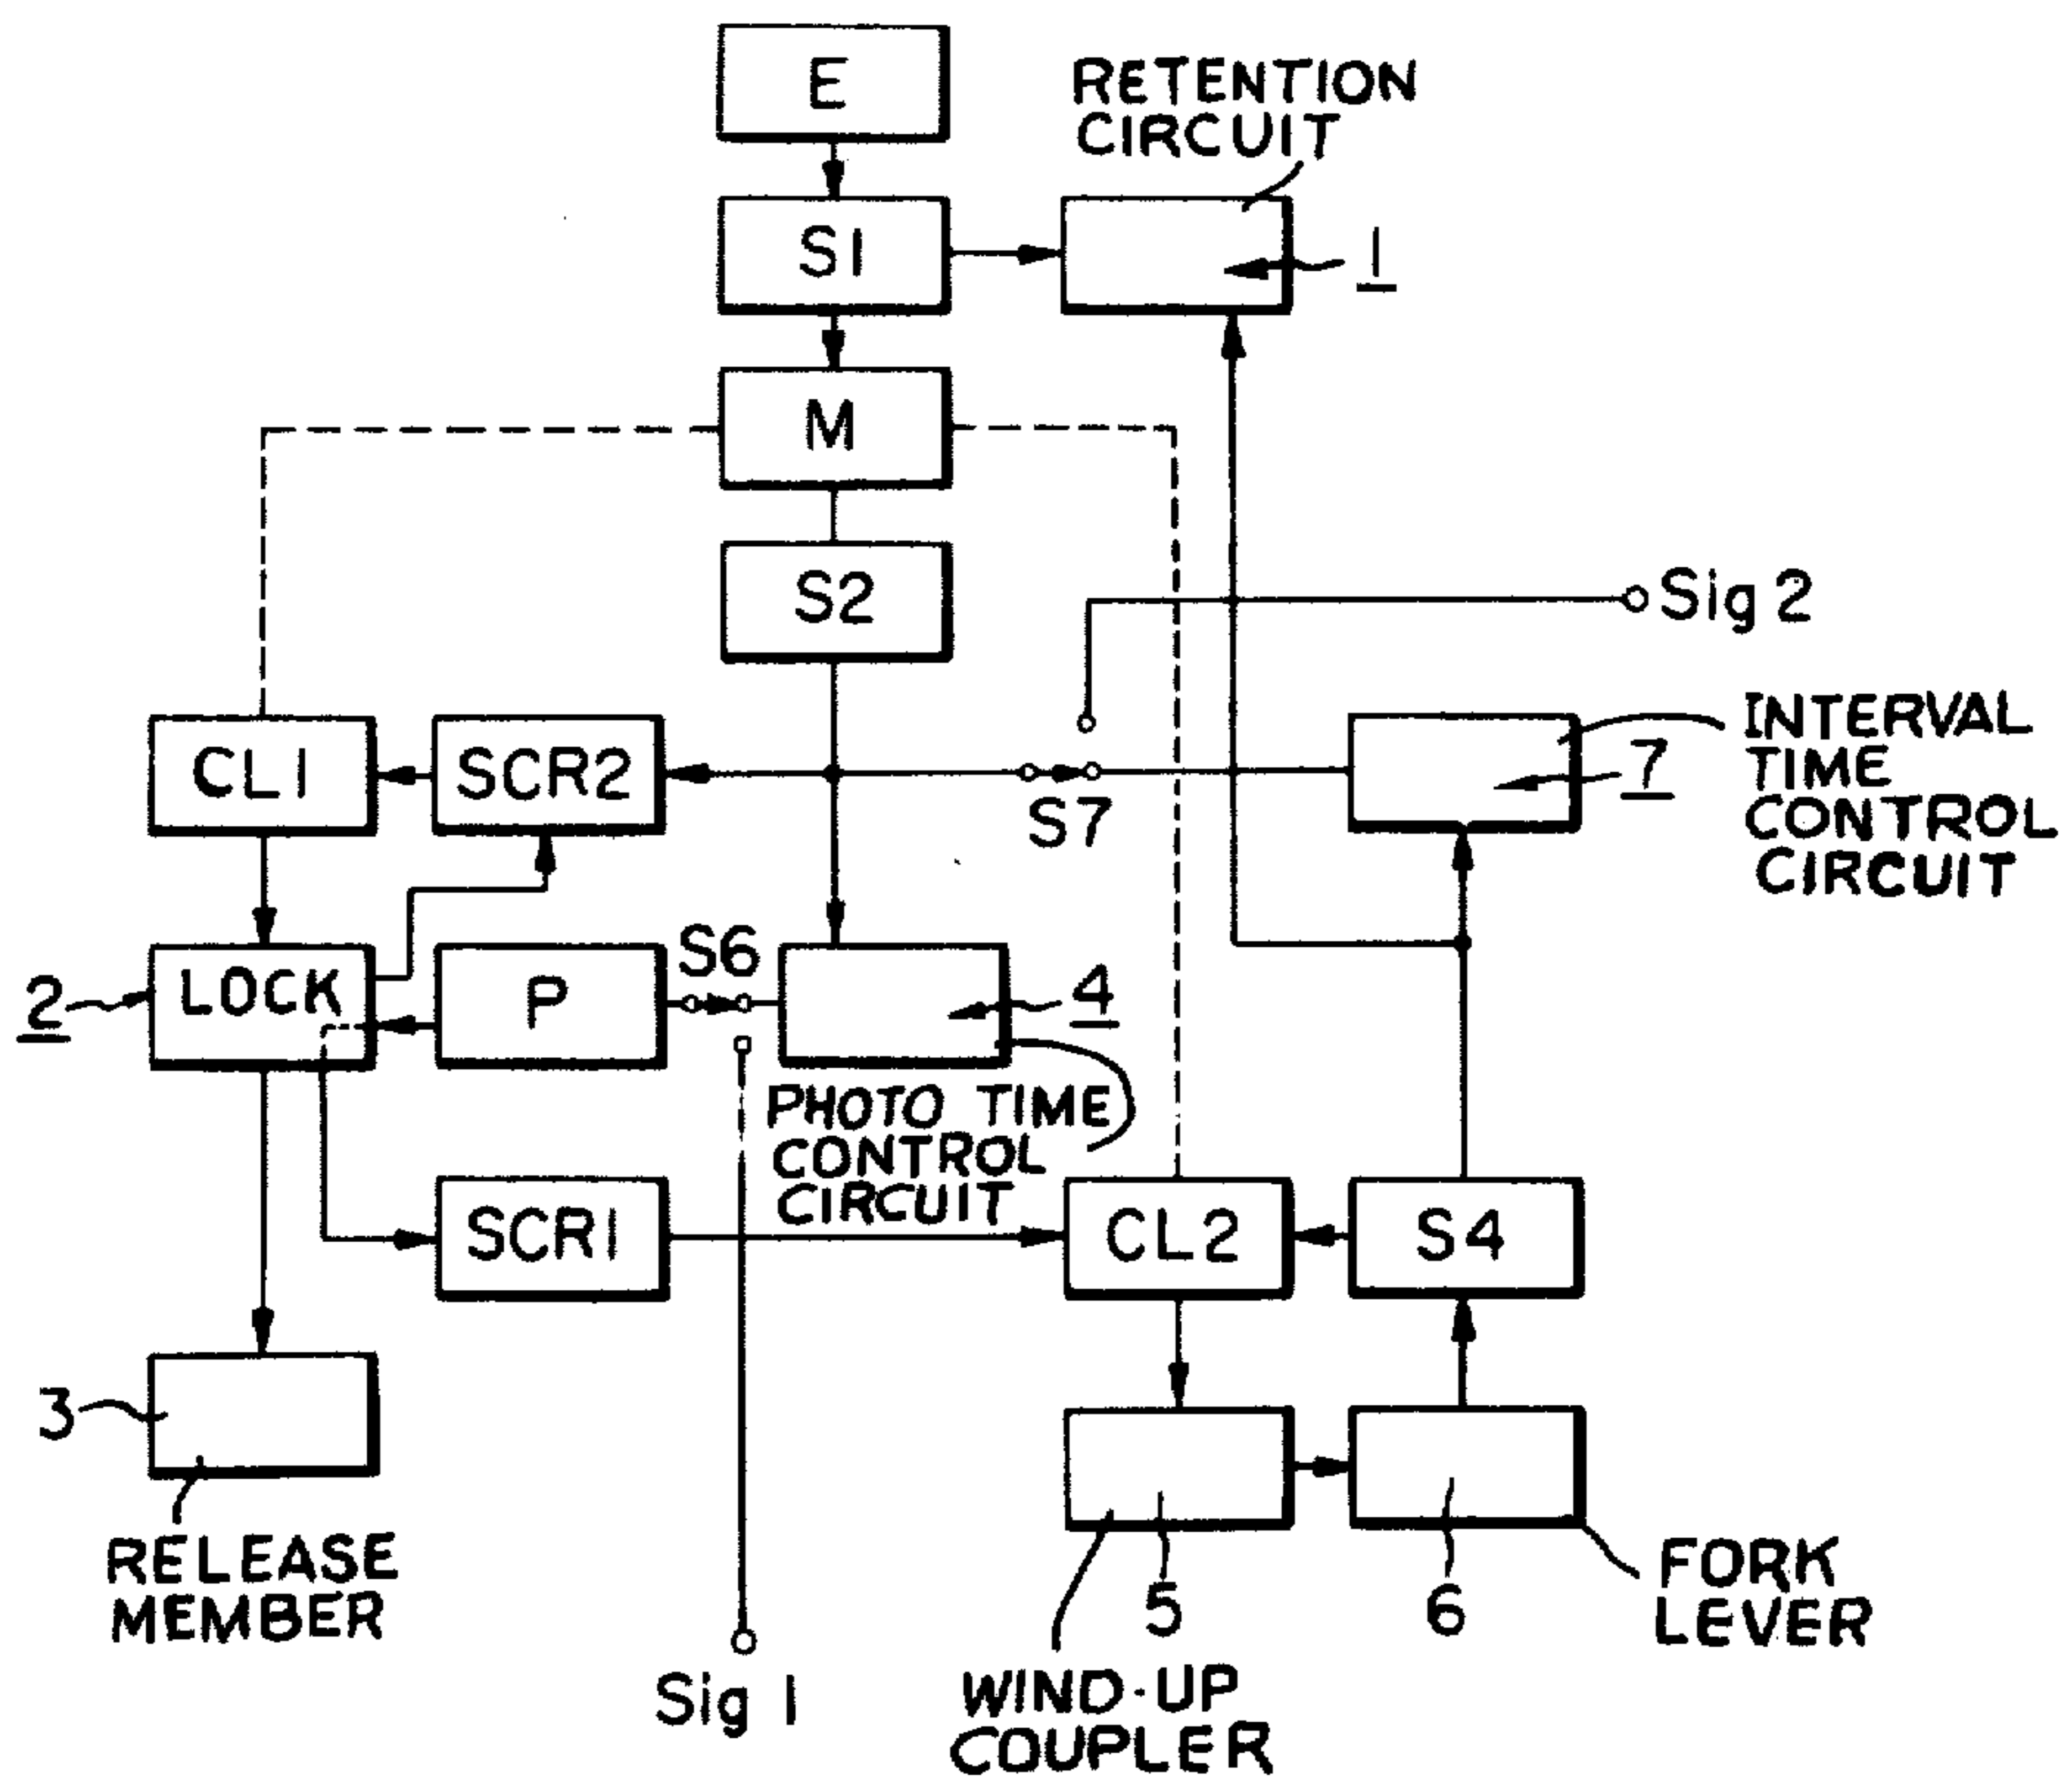 E
RETENTION
CIRCUIT
S1
1
M
S2
Sig 2
CL1
SCR2
S7
7
INTERVAL
TIME
CONTROL
CIRCUIT
2
LOCK
P
S6
4
PHOTO TIME
CONTROL
CIRCUIT
SCR1
CL2
S4
3
RELEASE
MEMBER
5
6
FORK
LEVER
Sig 1
WIND-UP
COUPLER